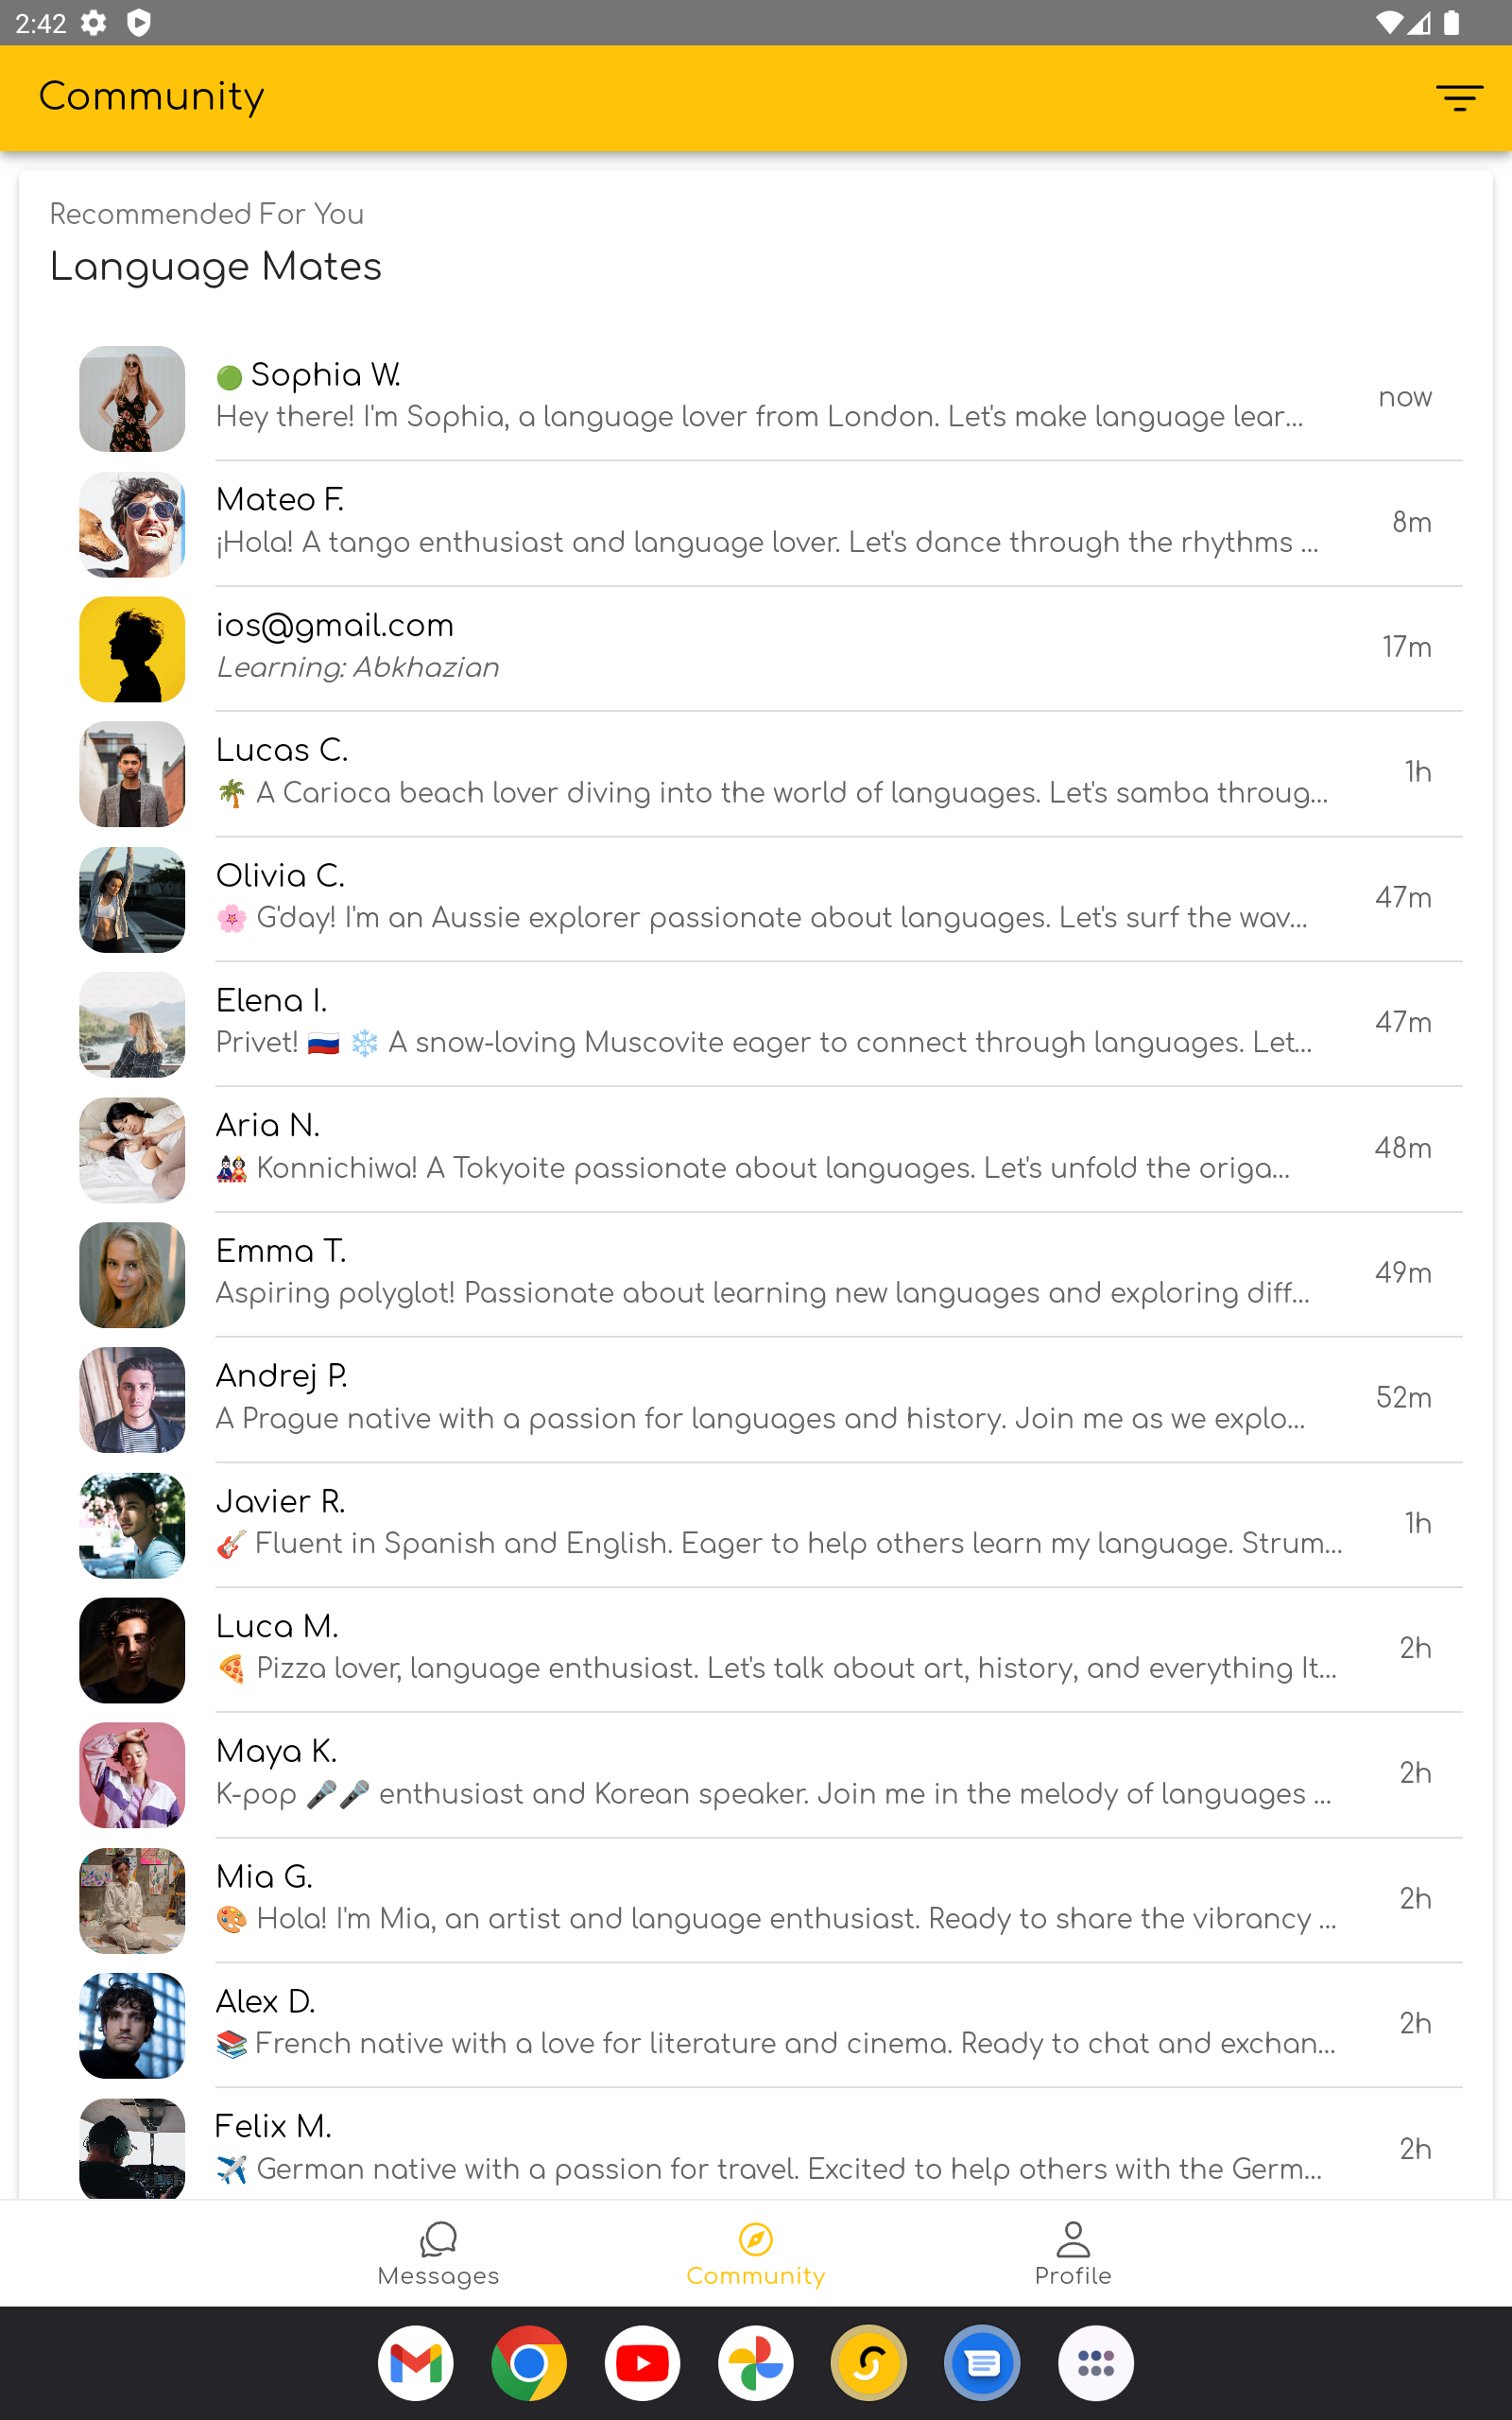 2:42
Community
Recommended For You
Language Mates
🟢 Sophia W.
Hey there! I'm Sophia, a language lover from London. Let's make language lear...
now
Mateo F.
¡Hola! A tango enthusiast and language lover. Let's dance through the rhythms ...
8m
ios@gmail.com
Learning: Abkhazian
17m
Lucas C.
🌴 A Carioca beach lover diving into the world of languages. Let's samba throug...
1h
Olivia C.
🌸 G'day! I'm an Aussie explorer passionate about languages. Let's surf the wav...
47m
Elena I.
Privet! 🇷🇺 ❄️ A snow-loving Muscovite eager to connect through languages. Let...
47m
Aria N.
🎎 Konnichiwa! A Tokyoite passionate about languages. Let's unfold the origa...
48m
Emma T.
Aspiring polyglot! Passionate about learning new languages and exploring diff...
49m
Andrej P.
A Prague native with a passion for languages and history. Join me as we explo...
52m
Javier R.
🎸 Fluent in Spanish and English. Eager to help others learn my language. Strum...
1h
Luca M.
🍕 Pizza lover, language enthusiast. Let's talk about art, history, and everything It...
2h
Maya K.
K-pop 🎤🎤 enthusiast and Korean speaker. Join me in the melody of languages ...
2h
Mia G.
🎨 Hola! I'm Mia, an artist and language enthusiast. Ready to share the vibrancy ...
2h
Alex D.
📚 French native with a love for literature and cinema. Ready to chat and exchan...
2h
Felix M.
✈️ German native with a passion for travel. Excited to help others with the Germ...
2h
Messages
Community
Profile